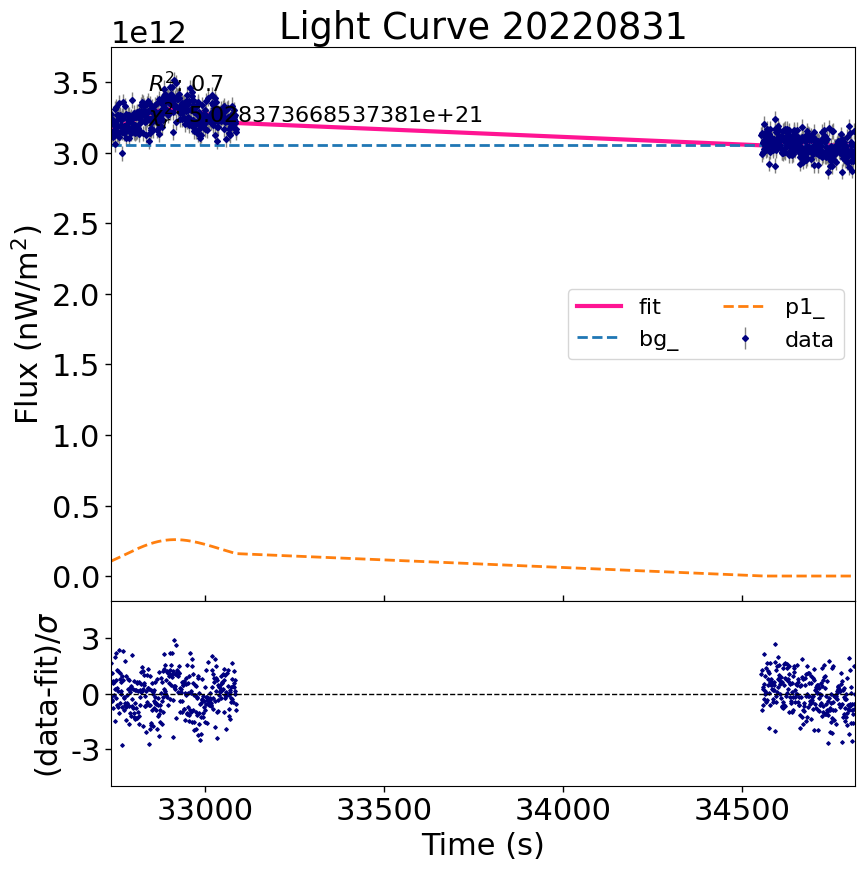 Light Curve 20220831
1e12
R²: 0.7
χ²: 5.028373668537381e+21
3.5
3.0
2.5
2.0
1.5
1.0
0.5
0.0
Flux (nW/m²)
fit
bg_
p1_
data
3
0
-3
(data-fit)/σ
33000
33500
34000
34500
Time (s)